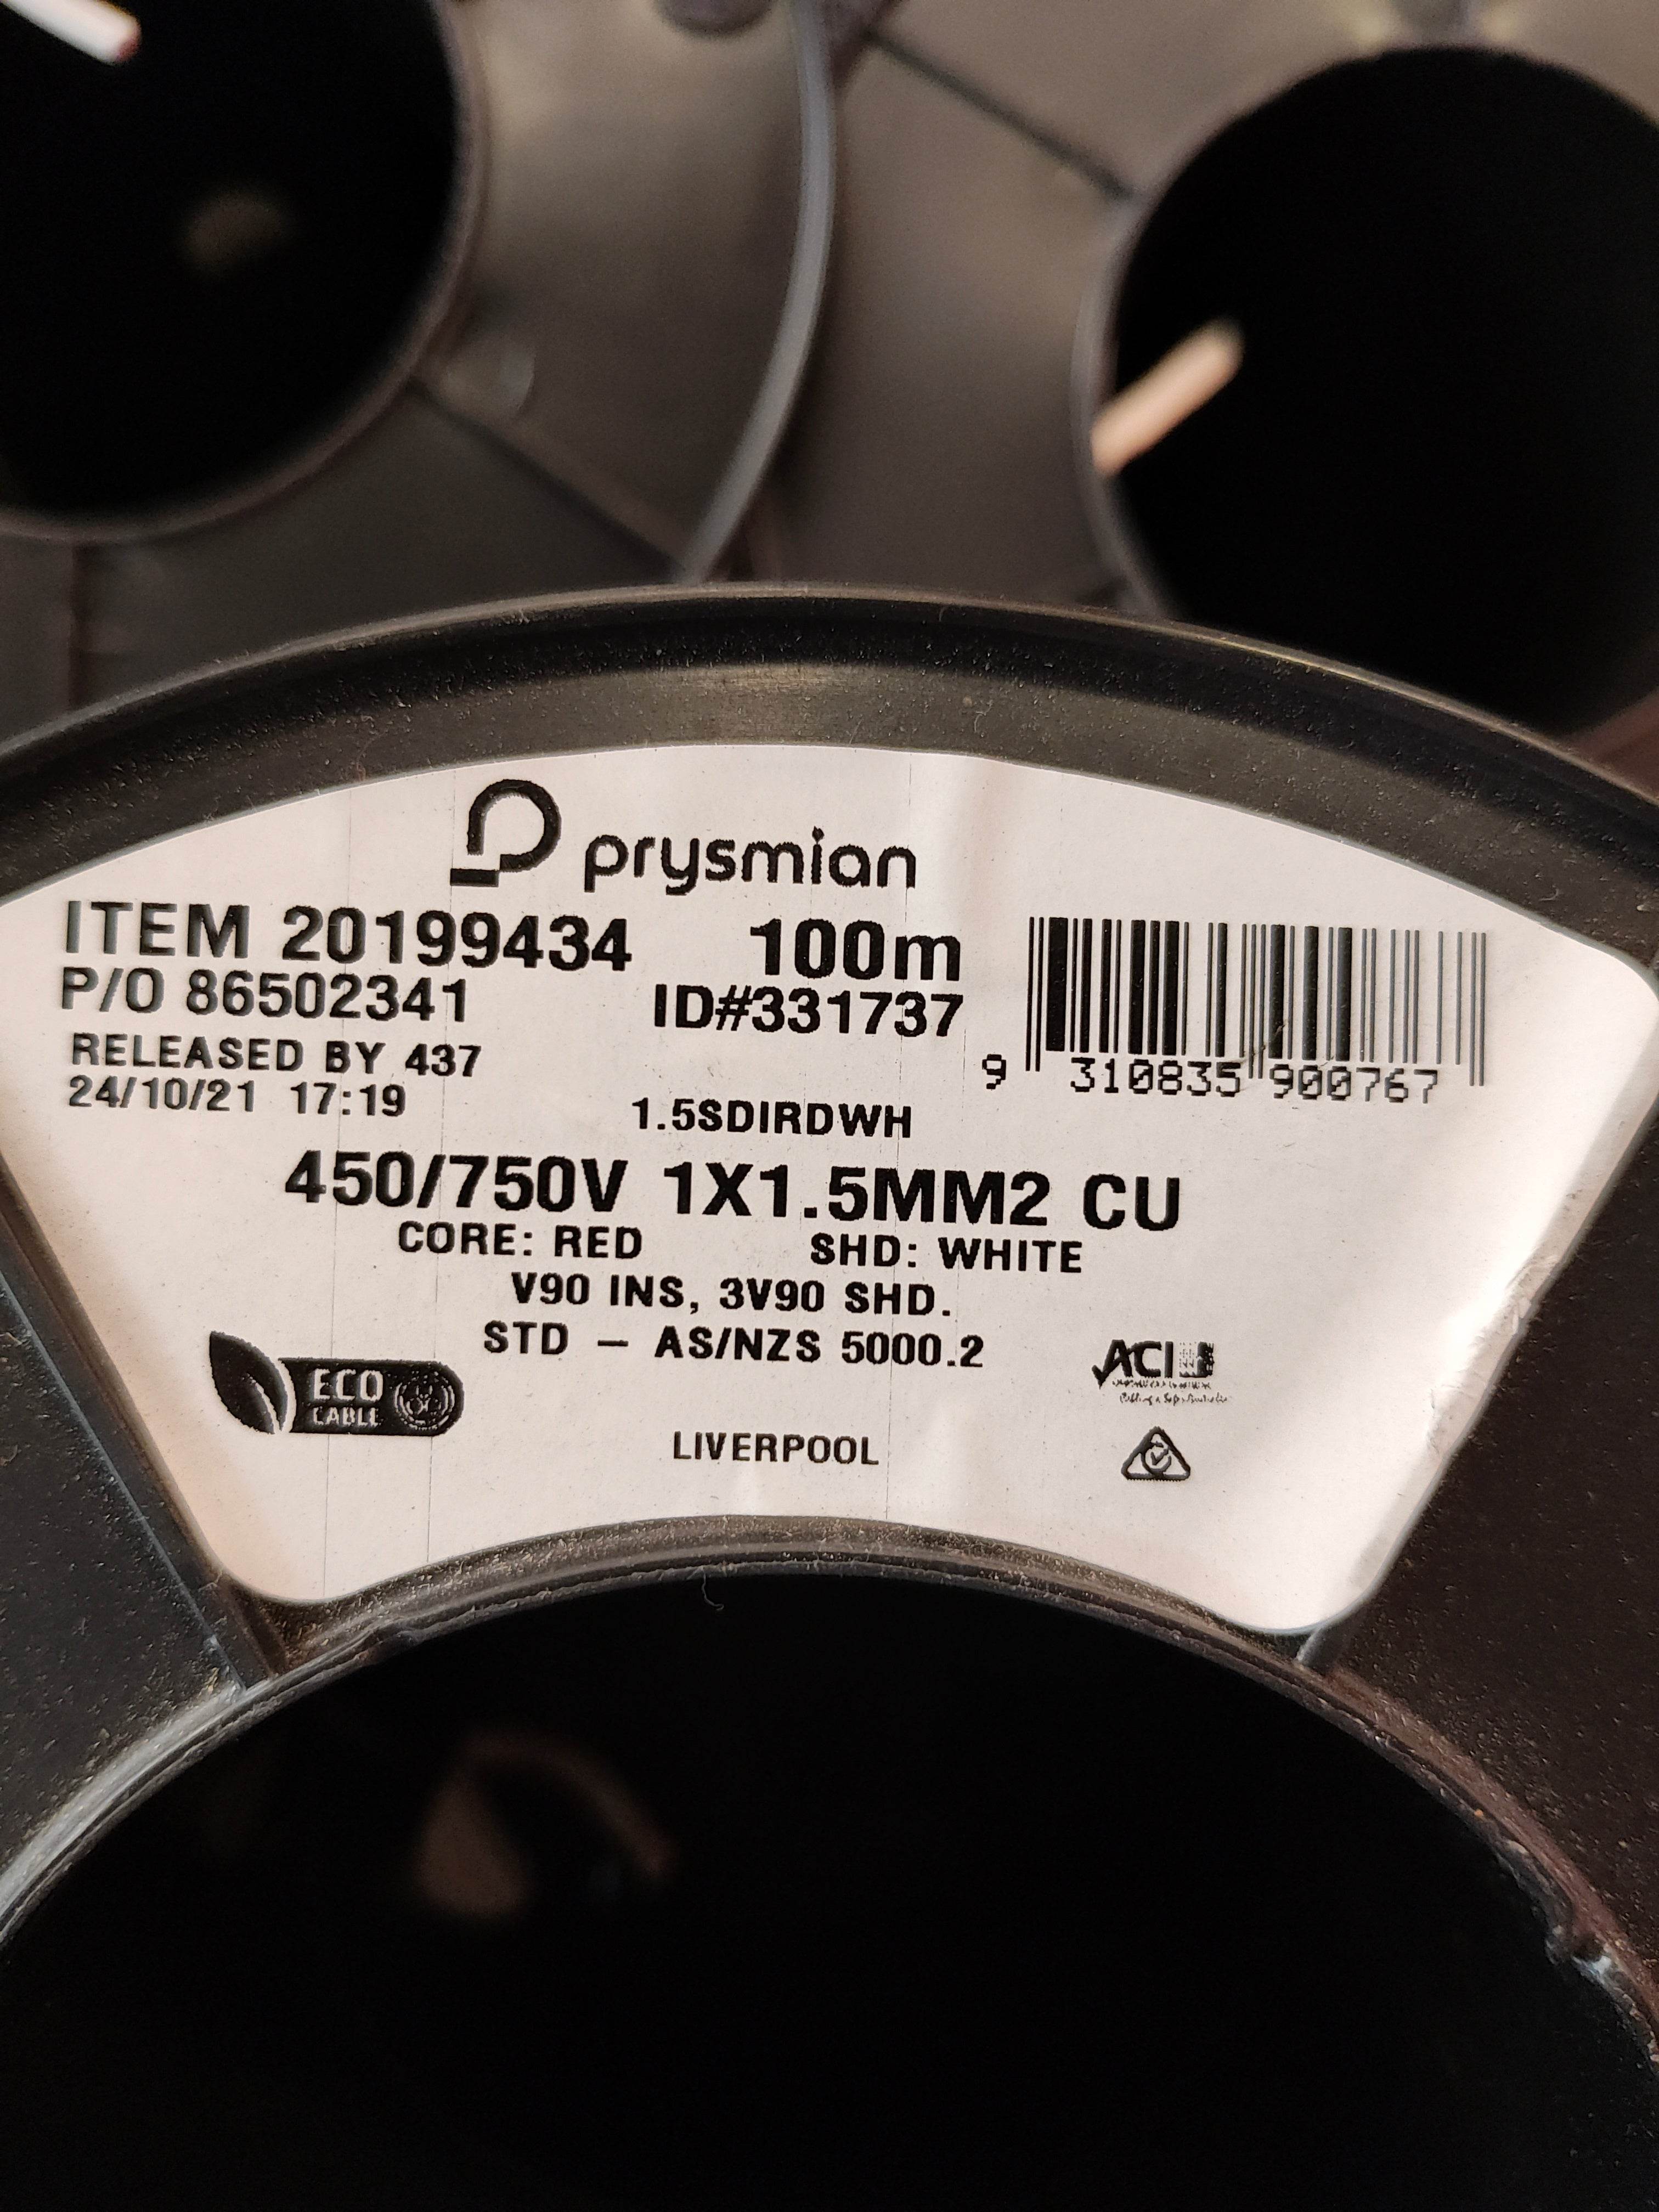 prysmian
ITEM 20199434 100m
P/O 86502341 ID#331737
RELEASED BY 437
24/10/21 17:19
9 310835 900767
1.5SDIRDWH
450/750V 1X1.5MM2 CU
CORE: RED SHD: WHITE
V90 INS, 3V90 SHD.
STD – AS/NZS 5000.2
ECO
CABLE
ACI
LIVERPOOL